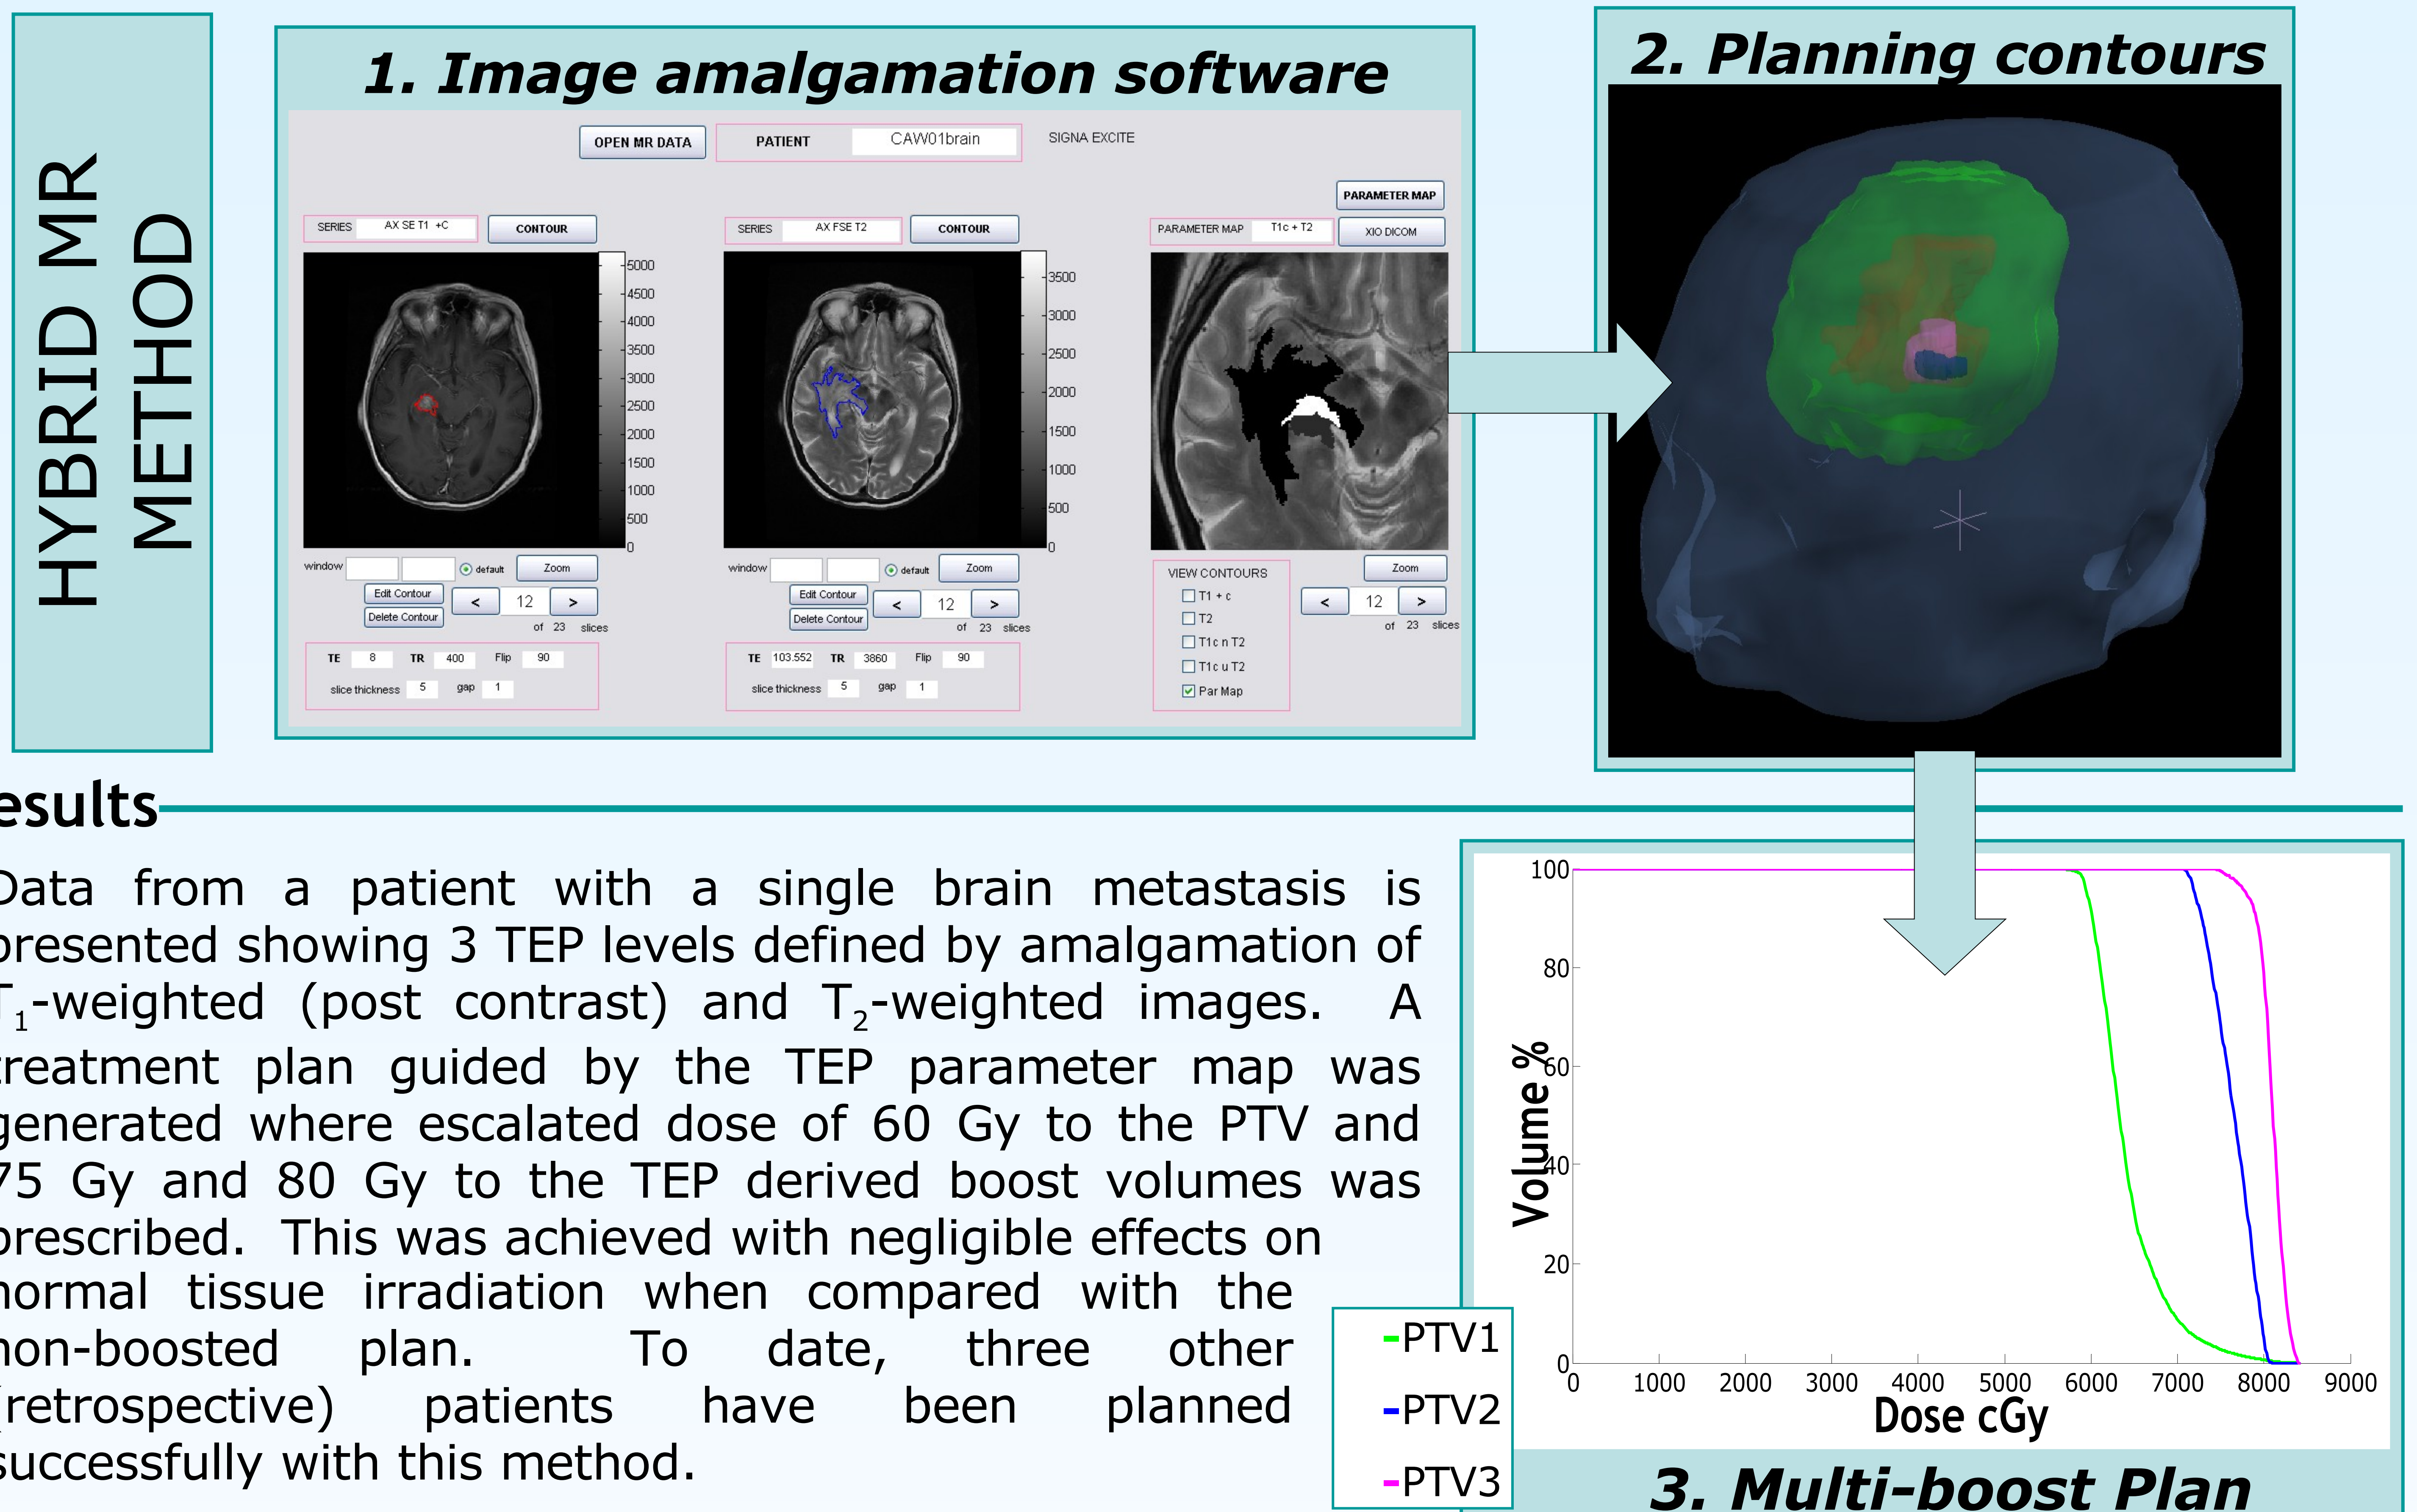 HYBRID MR
METHOD
1. Image amalgamation software
OPEN MR DATA
PATIENT
CAW01brain
SIGNA EXCITE
PARAMETER MAP
SERIES
AX SE T1 +C
CONTOUR
SERIES
AX FSE T2
CONTOUR
PARAMETER MAP
T1c + T2
XIO DICOM
5000
4500
4000
3500
3000
2500
2000
1500
1000
500
0
3500
3000
2500
2000
1500
1000
500
0
window
default
Zoom
Edit Contour
Delete Contour
<
12
>
of 23 slices
TE 8 TR 400 Flip 90
slice thickness 5 gap 1
window
default
Zoom
Edit Contour
Delete Contour
<
12
>
of 23 slices
TE 103.552 TR 3860 Flip 90
slice thickness 5 gap 1
VIEW CONTOURS
T1 + c
T2
T1c n T2
T1c u T2
Par Map
Zoom
<
12
>
of 23 slices
2. Planning contours
esults
Data from a patient with a single brain metastasis is
presented showing 3 TEP levels defined by amalgamation of
T1-weighted (post contrast) and T2-weighted images. A
treatment plan guided by the TEP parameter map was
generated where escalated dose of 60 Gy to the PTV and
75 Gy and 80 Gy to the TEP derived boost volumes was
prescribed. This was achieved with negligible effects on
normal tissue irradiation when compared with the
non-boosted plan. To date, three other
(retrospective) patients have been planned
successfully with this method.
PTV1
PTV2
PTV3
Volume %
100
80
60
40
20
0
0 1000 2000 3000 4000 5000 6000 7000 8000 9000
Dose cGy
3. Multi-boost Plan